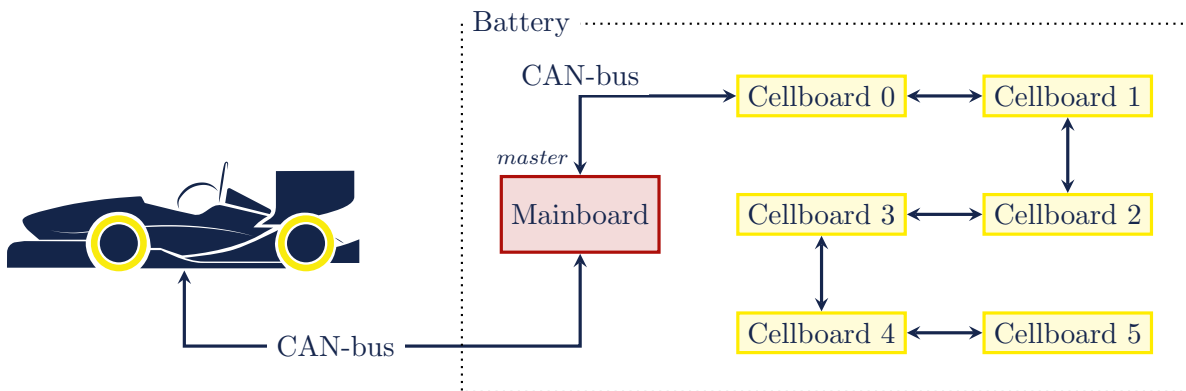 Battery
CAN-bus
Cellboard 0
Cellboard 1
master
Mainboard
Cellboard 3
Cellboard 2
Cellboard 4
Cellboard 5
CAN-bus